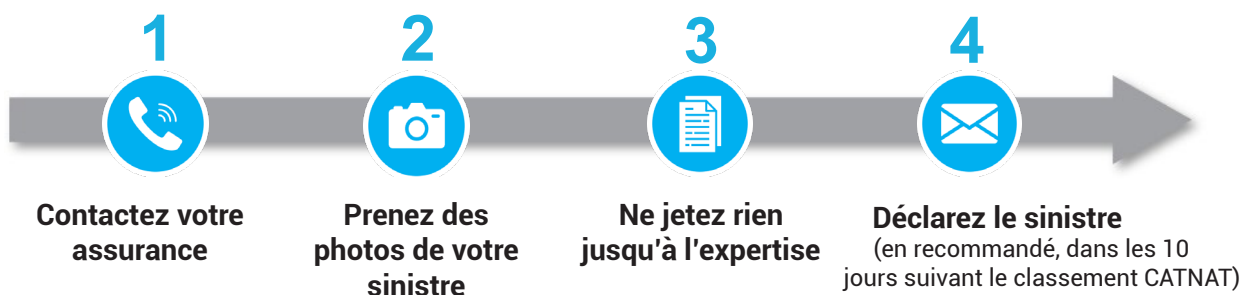 1
2
3
4
Contactez votre
assurance
Prenez des
photos de votre
sinistre
Ne jetez rien
jusqu'à l'expertise
Déclarez le sinistre
(en recommandé, dans les 10
jours suivant le classement CATNAT)